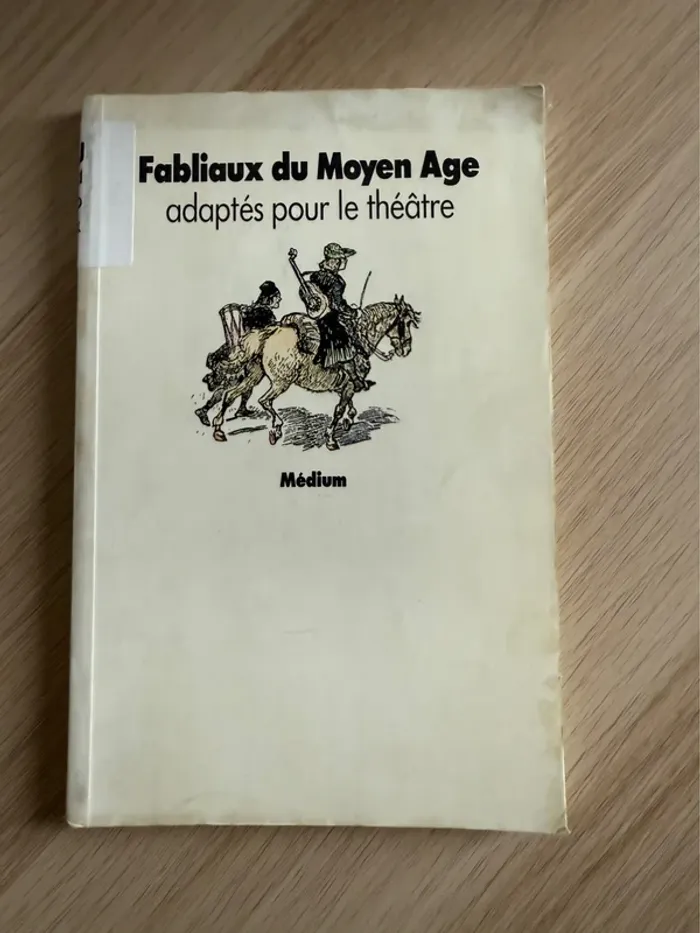 Fabliaux du Moyen Age
adaptés pour le théâtre
Médium